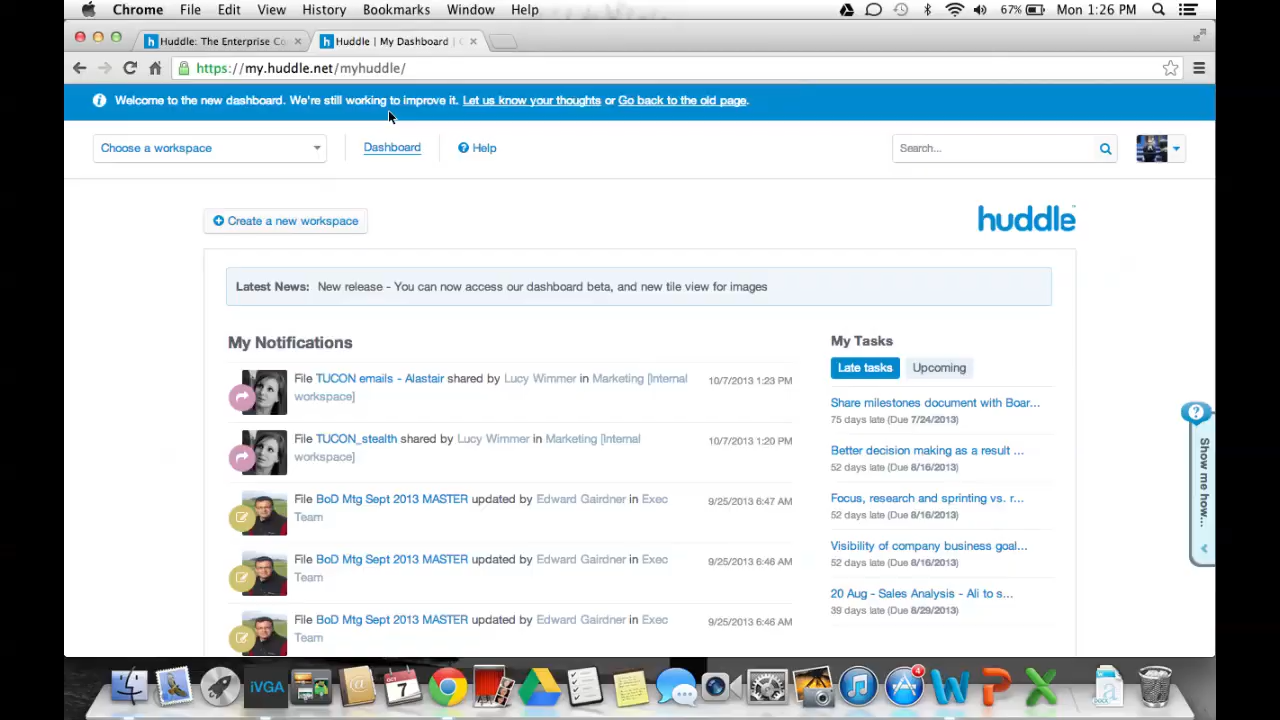 Chrome File Edit View History Bookmarks Window Help 67% Mon 1:26 PM
Huddle: The Enterprise Co
Huddle | My Dashboard |
https://my.huddle.net/myhuddle/
Welcome to the new dashboard. We're still working to improve it. Let us know your thoughts or Go back to the old page.
Choose a workspace
Dashboard
Help
Search...
Create a new workspace
huddle
Latest News: New release - You can now access our dashboard beta, and new tile view for images
My Notifications
File TUCON emails - Alastair shared by Lucy Wimmer in Marketing [Internal
workspace]
10/7/2013 1:23 PM
File TUCON_stealth shared by Lucy Wimmer in Marketing [Internal
workspace]
10/7/2013 1:20 PM
File BoD Mtg Sept 2013 MASTER updated by Edward Gairdner in Exec
Team
9/25/2013 6:47 AM
File BoD Mtg Sept 2013 MASTER updated by Edward Gairdner in Exec
Team
9/25/2013 6:46 AM
File BoD Mtg Sept 2013 MASTER updated by Edward Gairdner in Exec
Team
9/25/2013 6:46 AM
My Tasks
Late tasks
Upcoming
Share milestones document with Boar...
75 days late (Due 7/24/2013)
Better decision making as a result ...
52 days late (Due 8/16/2013)
Focus, research and sprinting vs. r...
52 days late (Due 8/16/2013)
Visibility of company business goal...
52 days late (Due 8/16/2013)
20 Aug - Sales Analysis - Ali to s...
39 days late (Due 8/29/2013)
Show me how...
iVGA
7
4